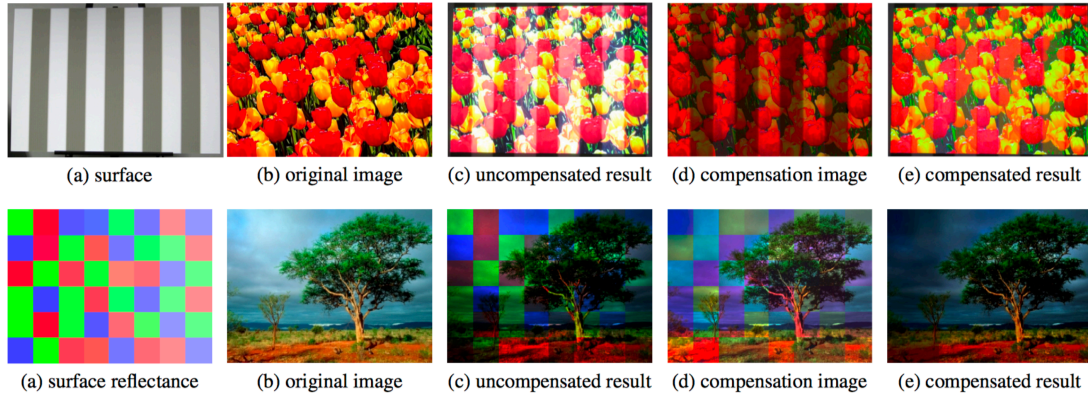 (a) surface
(b) original image
(c) uncompensated result
(d) compensation image
(e) compensated result
(a) surface reflectance
(b) original image
(c) uncompensated result
(d) compensation image
(e) compensated result